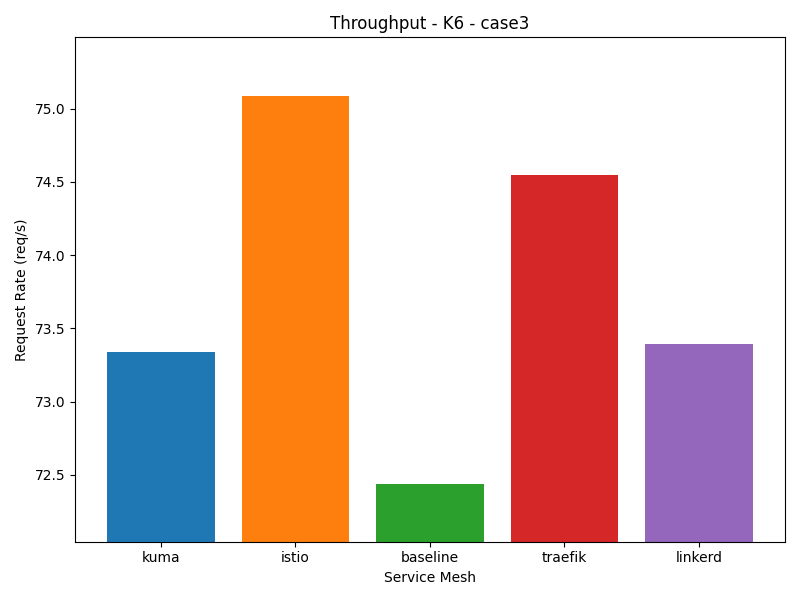 Throughput - K6 - case3
Request Rate (req/s)
75.0
74.5
74.0
73.5
73.0
72.5
kuma istio baseline traefik linkerd
Service Mesh